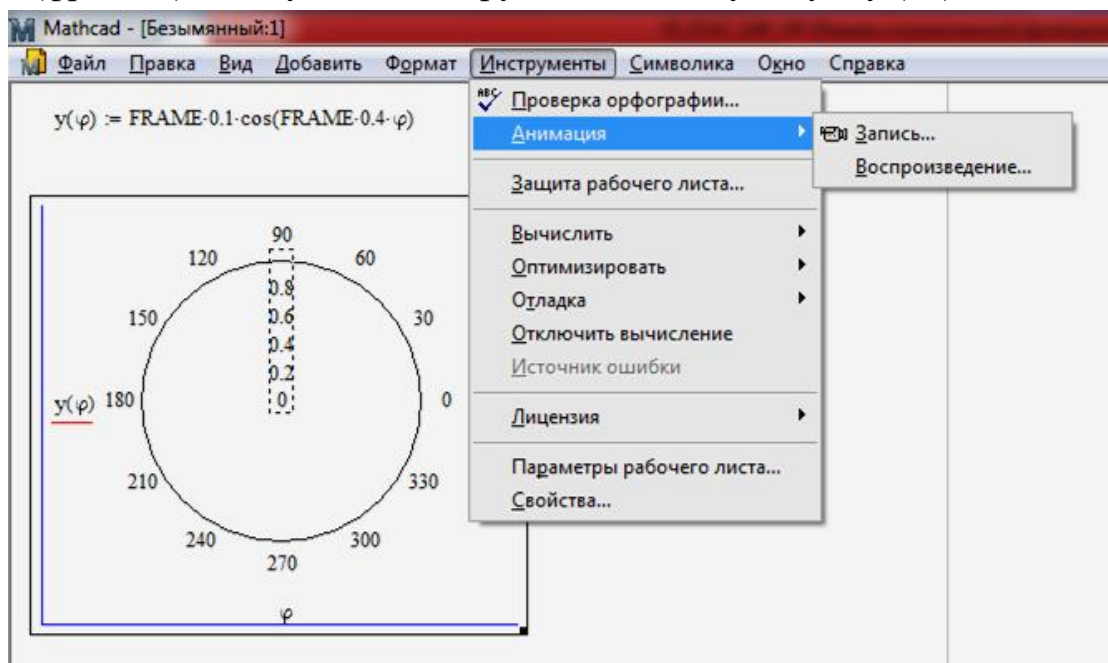 Mathcad - [Безымянный:1]
Файл Правка Вид Добавить Формат Инструменты Символика Окно Справка
y(φ) := FRAME·0.1·cos(FRAME·0.4·φ)
ABC Проверка орфографии...
Анимация
Запись...
Воспроизведение...
Защита рабочего листа...
Вычислить
Оптимизировать
Отладка
Отключить вычисление
Источник ошибки
Лицензия
Параметры рабочего листа...
Свойства...
90
120 60
0.8
150 0.6 30
0.4
0.2
y(φ) 180 0 0
210 330
240 300
270
φ